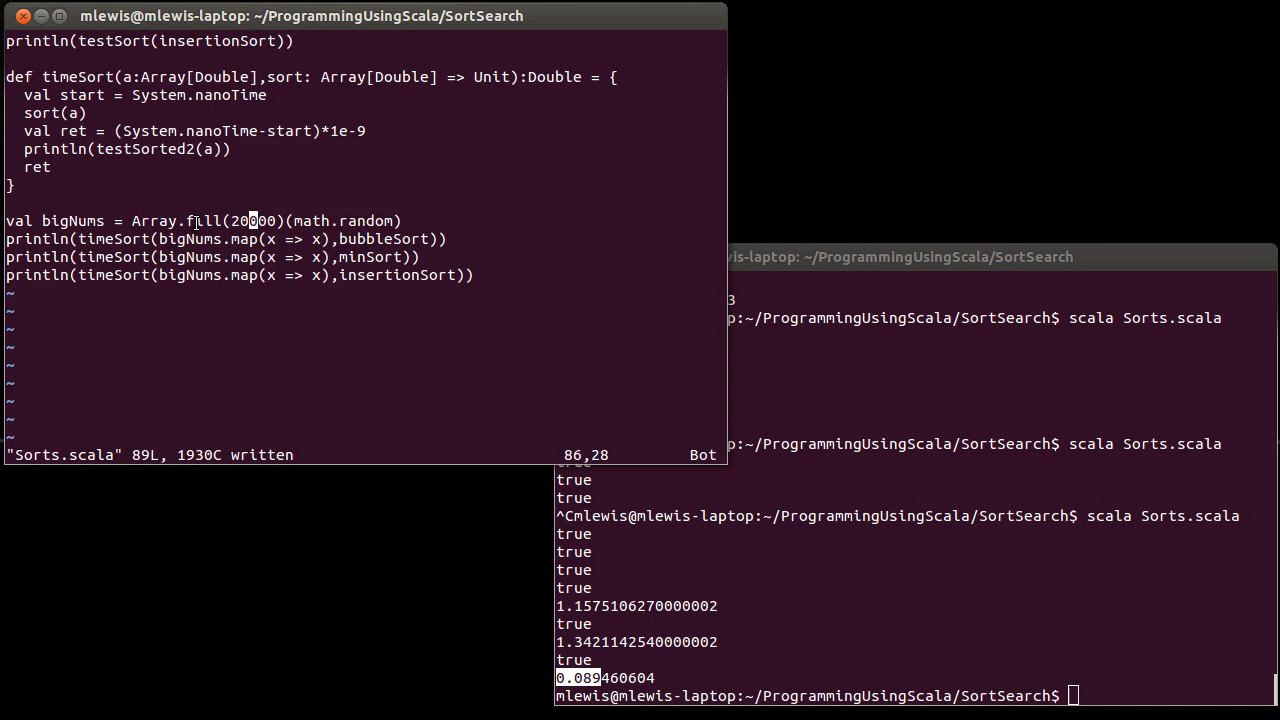 mlewis@mlewis-laptop: ~/ProgrammingUsingScala/SortSearch
println(testSort(insertionSort))
def timeSort(a:Array[Double],sort: Array[Double] => Unit):Double = {
  val start = System.nanoTime
  sort(a)
  val ret = (System.nanoTime-start)*1e-9
  println(testSorted2(a))
  ret
}
val bigNums = Array.fill(20000)(math.random)
println(timeSort(bigNums.map(x => x),bubbleSort))
println(timeSort(bigNums.map(x => x),minSort))
println(timeSort(bigNums.map(x => x),insertionSort))
~
~
~
~
~
~
~
~
~
"Sorts.scala" 89L, 1930C written 86,28 Bot
vis-laptop: ~/ProgrammingUsingScala/SortSearch
3
p:~/ProgrammingUsingScala/SortSearch$ scala Sorts.scala
p:~/ProgrammingUsingScala/SortSearch$ scala Sorts.scala
true
true
true
^Cmlewis@mlewis-laptop:~/ProgrammingUsingScala/SortSearch$ scala Sorts.scala
true
true
true
true
1.1575106270000002
true
1.3421142540000002
true
0.089460604
mlewis@mlewis-laptop:~/ProgrammingUsingScala/SortSearch$